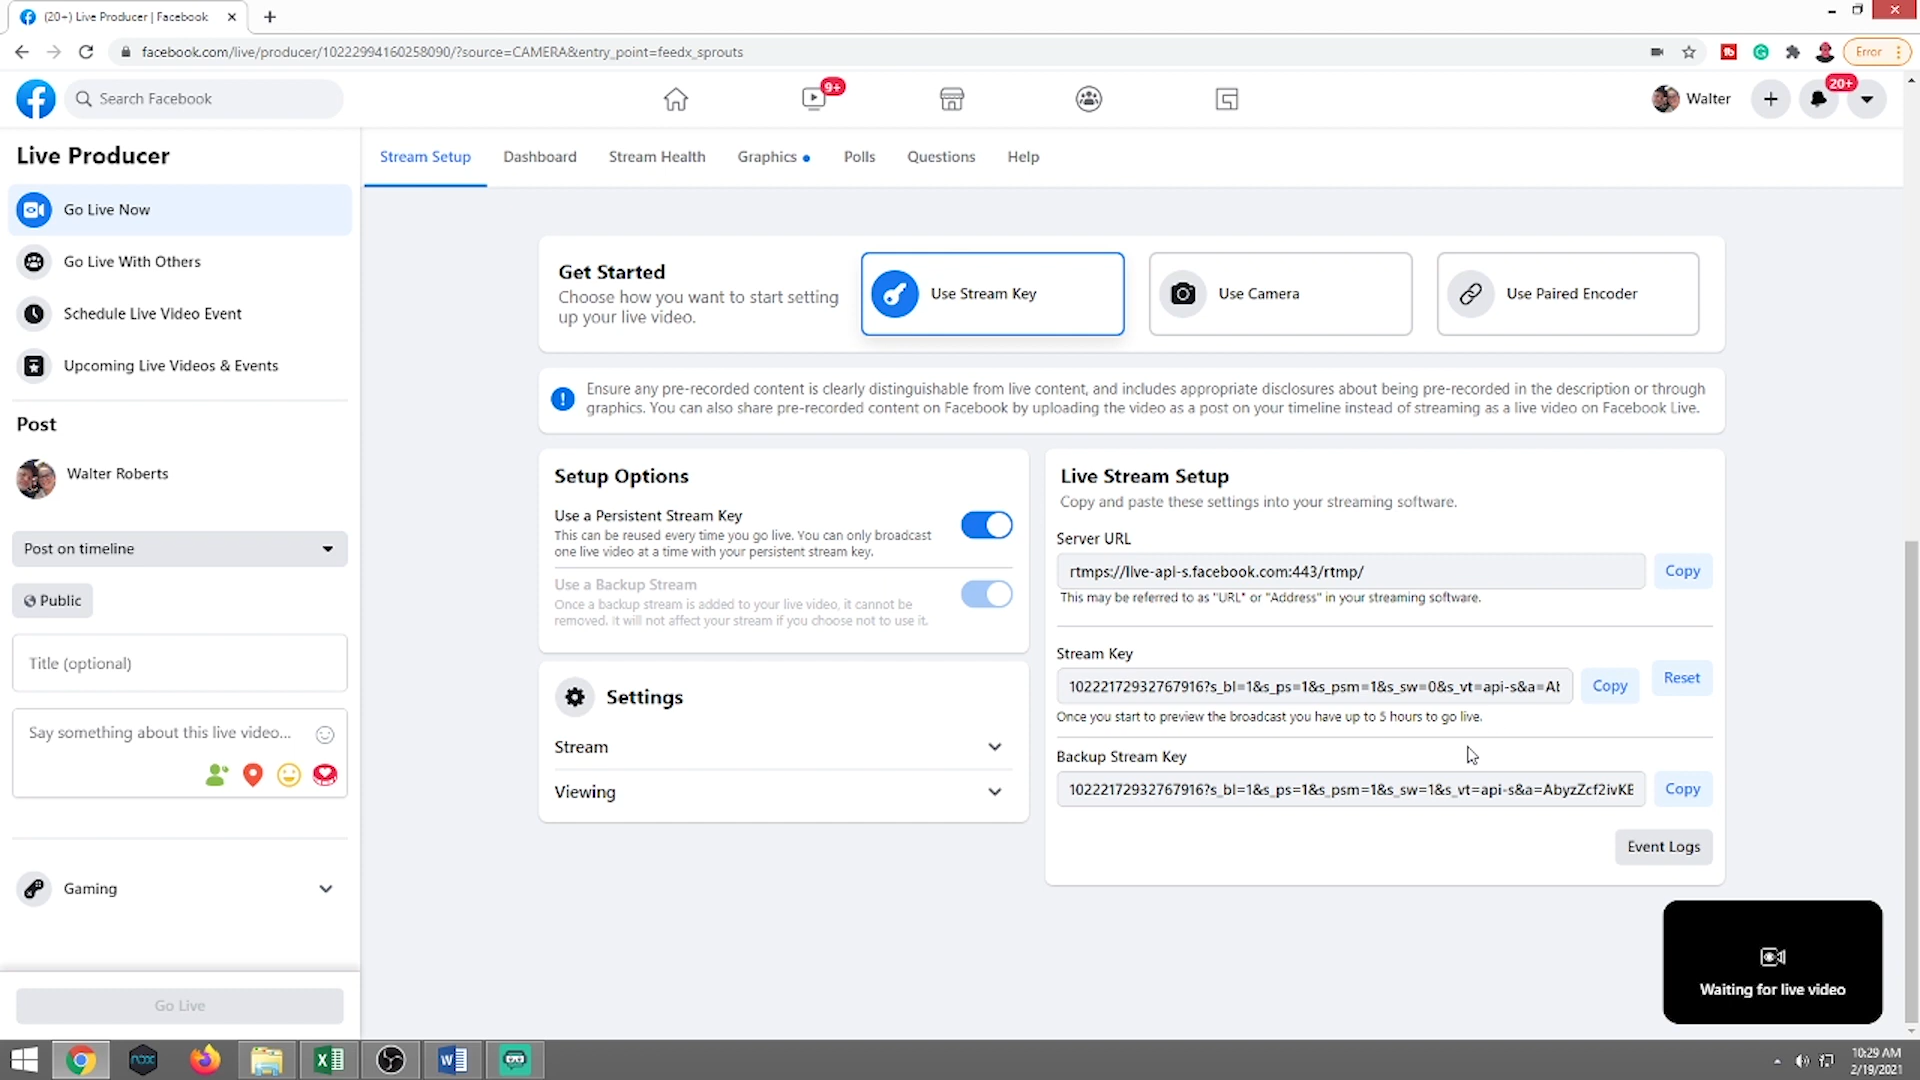 (20+) Live Producer | Facebook
facebook.com/live/producer/10222994160258090/?source=CAMERA&entry_point=feedx_sprouts
Error
Search Facebook
9+
Walter
20+
Live Producer
Stream Setup
Dashboard
Stream Health
Graphics
Polls
Questions
Help
Go Live Now
Go Live With Others
Schedule Live Video Event
Upcoming Live Videos & Events
Post
Walter Roberts
Post on timeline
Public
Title (optional)
Say something about this live video...
Gaming
Go Live
Get Started
Choose how you want to start setting
up your live video.
Use Stream Key
Use Camera
Use Paired Encoder
Ensure any pre-recorded content is clearly distinguishable from live content, and includes appropriate disclosures about being pre-recorded in the description or through
graphics. You can also share pre-recorded content on Facebook by uploading the video as a post on your timeline instead of streaming as a live video on Facebook Live.
Setup Options
Use a Persistent Stream Key
This can be reused every time you go live. You can only broadcast
one live video at a time with your persistent stream key.
Use a Backup Stream
Once a backup stream is added to your live video, it cannot be
removed. It will not affect your stream if you choose not to use it.
Settings
Stream
Viewing
Live Stream Setup
Copy and paste these settings into your streaming software.
Server URL
rtmps://live-api-s.facebook.com:443/rtmp/
Copy
This may be referred to as "URL" or "Address" in your streaming software.
Stream Key
10222172932767916?s_bl=1&s_ps=1&s_psm=1&s_sw=0&s_vt=api-s&a=Al
Copy
Reset
Once you start to preview the broadcast you have up to 5 hours to go live.
Backup Stream Key
10222172932767916?s_bl=1&s_ps=1&s_psm=1&s_sw=1&s_vt=api-s&a=AbyzZcf2ivKE
Copy
Event Logs
Waiting for live video
nox
10:29 AM
2/19/2021